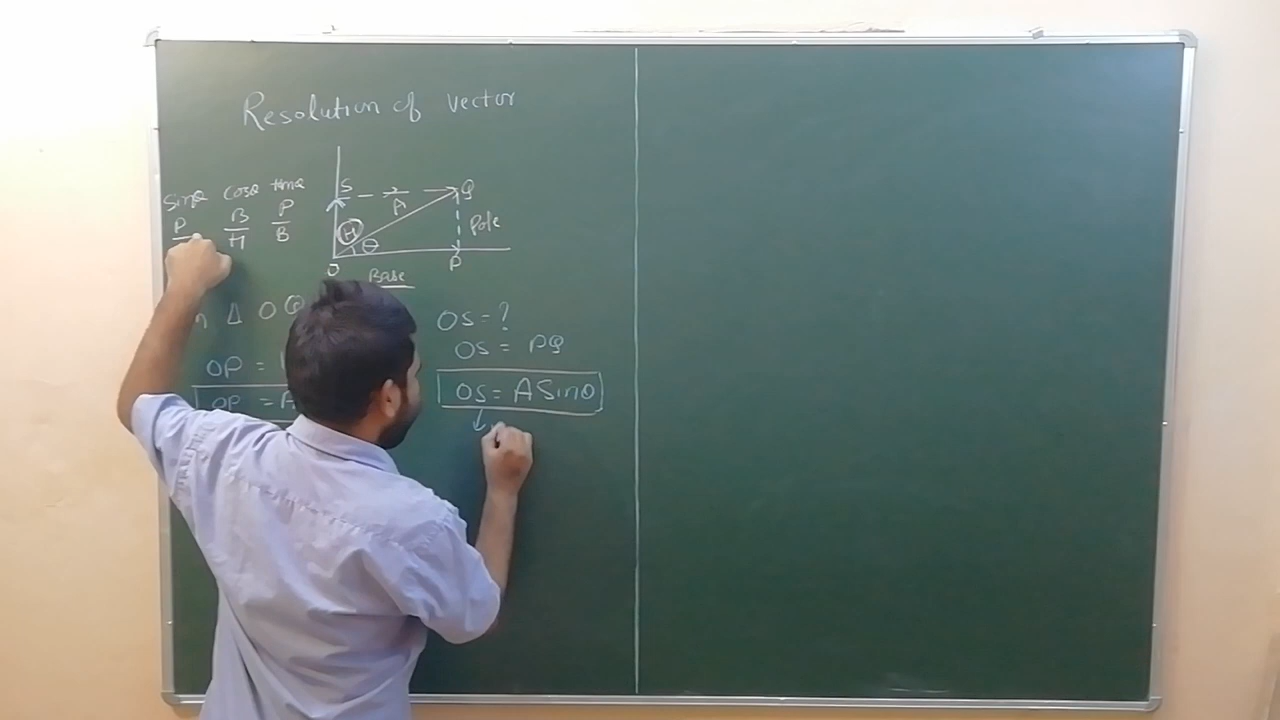 Resolution of vector
Sinθ Cosθ tanθ
P B P
H B
S Q
A
H θ Pole
O P
Base
Δ O Q
OS = ?
OP =
OS = PQ
OP = A
OS = A Sinθ